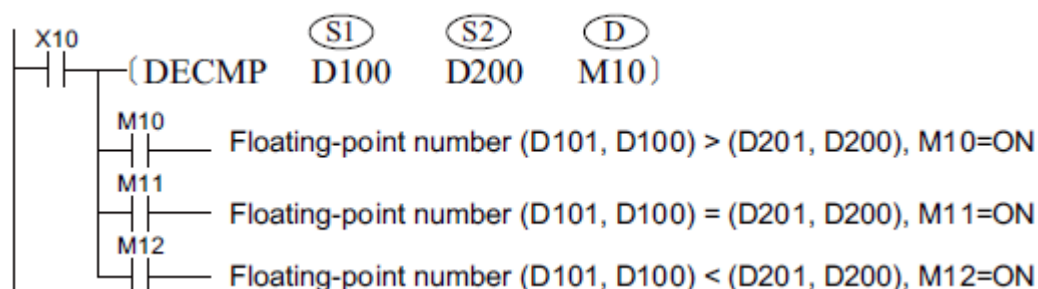 X10
S1 S2 D
(DECMP D100 D200 M10)
M10
Floating-point number (D101, D100) > (D201, D200), M10=ON
M11
Floating-point number (D101, D100) = (D201, D200), M11=ON
M12
Floating-point number (D101, D100) < (D201, D200), M12=ON